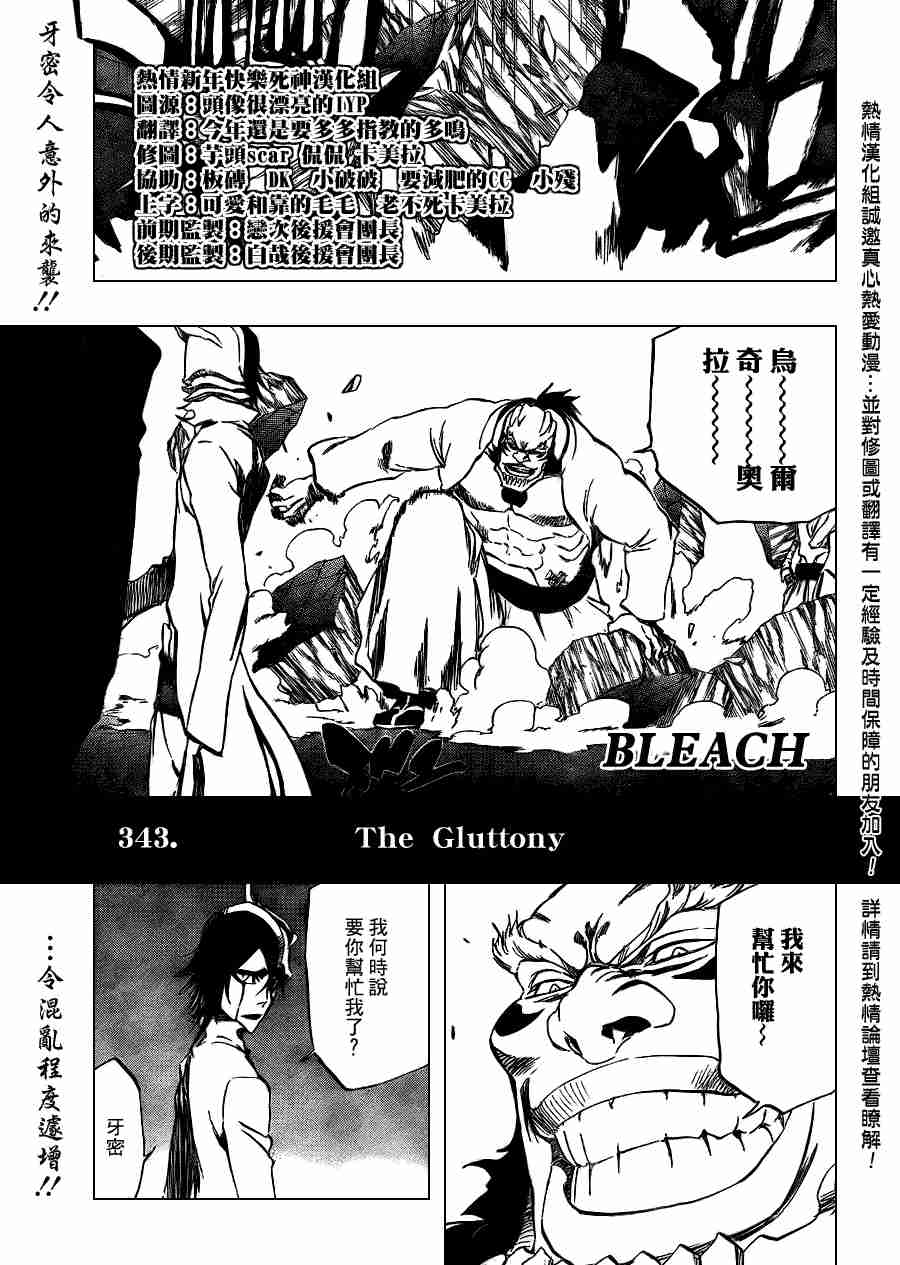 熱情新年快樂死神漢化組
圖源：頭像很漂亮的IYP
翻譯：今年還是要多多指教的多鳴
修圖：芋頭scar 侃侃 卡美拉
協助：板磚 DK 小破破 要減肥的CC 小殘
上字：可愛和靠的毛毛 老不死卡美拉
前期監製：戀次後援會團長
後期監製：白哉後援會團長
牙密令人意外的來襲!!
熱情漢化組誠邀真心熱愛動漫…並對修圖或翻譯有一定經驗及時間保障的朋友加入！
詳情請到熱情論壇查看瞭解！
烏爾
奇奧
拉
BLEACH
343. The Gluttony
我來
幫忙你囉~
我何時說
要你幫忙我了?
牙密
…令混亂程度遽增!!